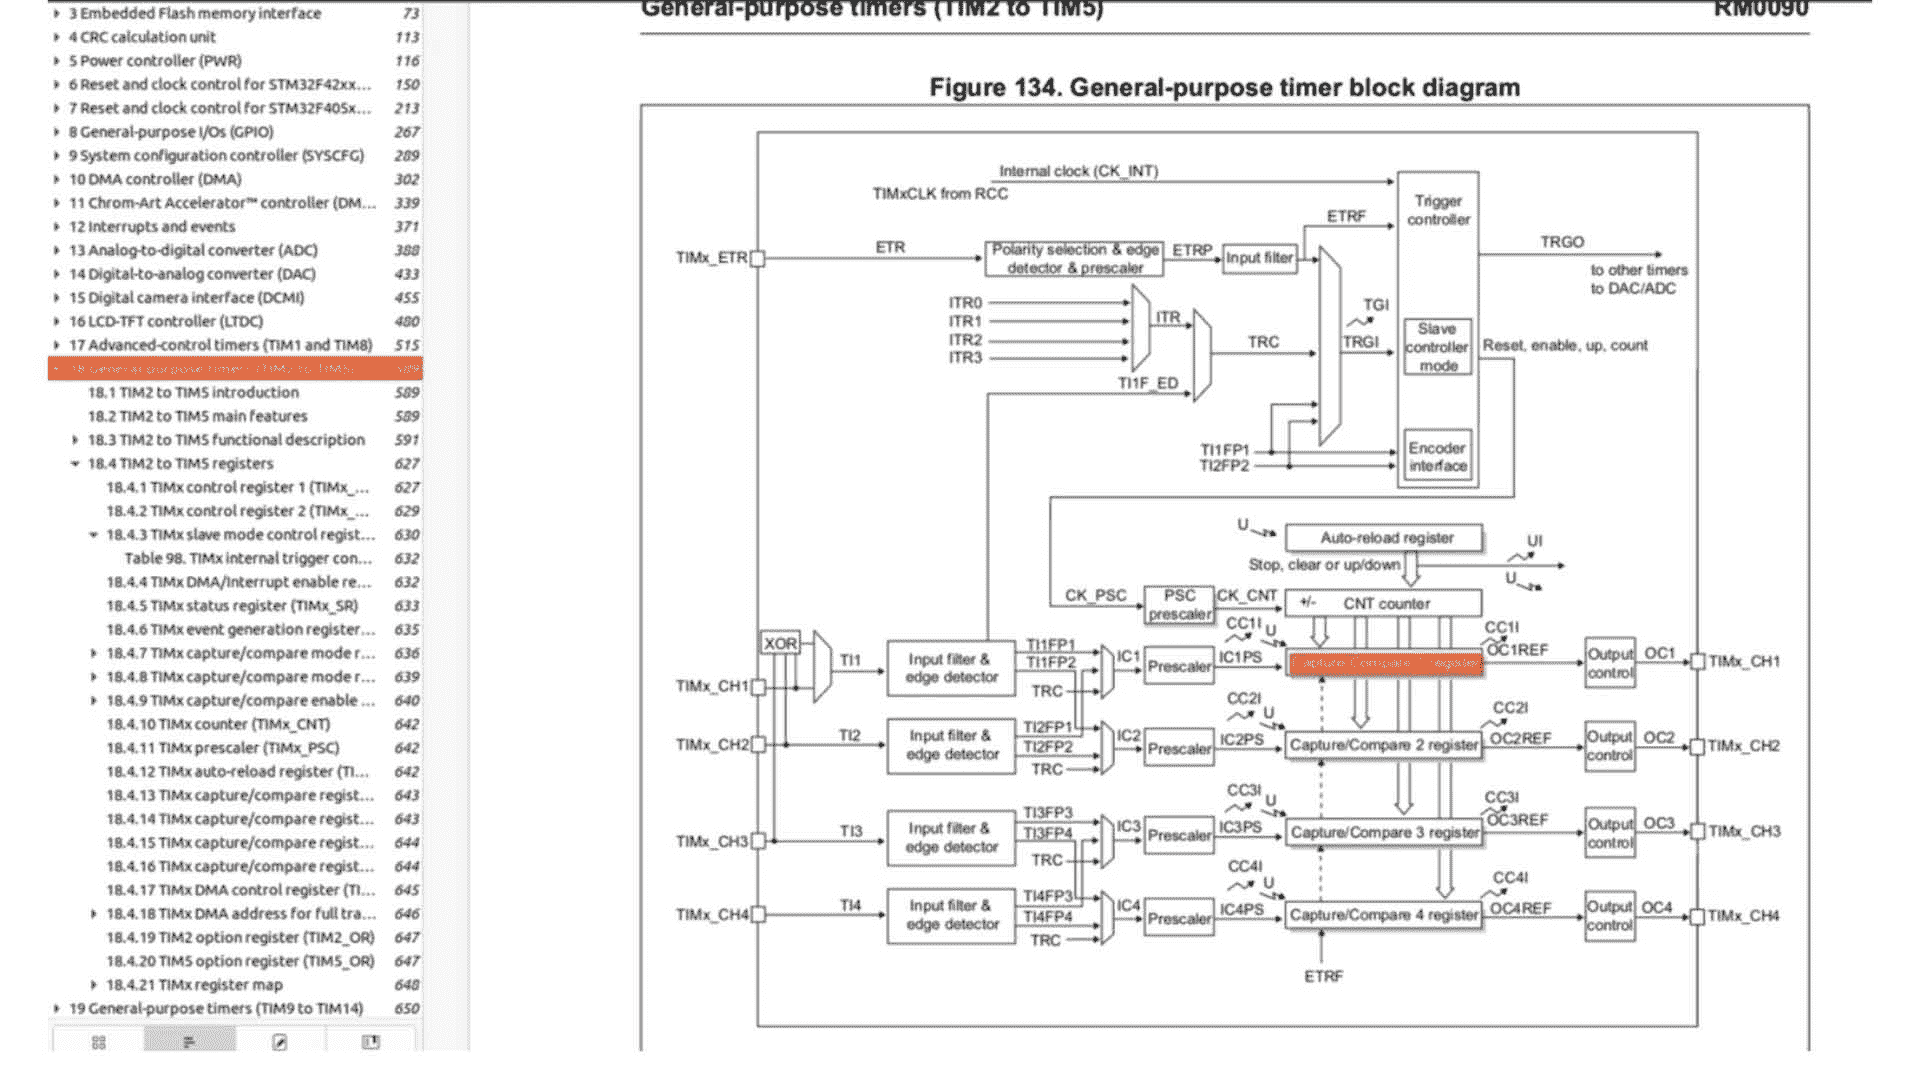 3 Embedded Flash memory interface 73
4 CRC calculation unit 113
5 Power controller (PWR) 116
6 Reset and clock control for STM32F42xx... 150
7 Reset and clock control for STM32F405x... 213
8 General-purpose I/Os (GPIO) 267
9 System configuration controller (SYSCFG) 289
10 DMA controller (DMA) 302
11 Chrom-Art Accelerator™ controller (DM... 339
12 Interrupts and events 371
13 Analog-to-digital converter (ADC) 388
14 Digital-to-analog converter (DAC) 433
15 Digital camera interface (DCMI) 455
16 LCD-TFT controller (LTDC) 480
17 Advanced-control timers (TIM1 and TIM8) 515
18 General-purpose timers (TIM2 to TIM5) 589
18.1 TIM2 to TIM5 introduction 589
18.2 TIM2 to TIM5 main features 589
18.3 TIM2 to TIM5 functional description 591
18.4 TIM2 to TIM5 registers 627
18.4.1 TIMx control register 1 (TIMx_... 627
18.4.2 TIMx control register 2 (TIMx_... 629
18.4.3 TIMx slave mode control regist... 630
Table 98. TIMx internal trigger con... 632
18.4.4 TIMx DMA/Interrupt enable re... 632
18.4.5 TIMx status register (TIMx_SR) 633
18.4.6 TIMx event generation register... 635
18.4.7 TIMx capture/compare mode r... 636
18.4.8 TIMx capture/compare mode r... 639
18.4.9 TIMx capture/compare enable ... 640
18.4.10 TIMx counter (TIMx_CNT) 642
18.4.11 TIMx prescaler (TIMx_PSC) 642
18.4.12 TIMx auto-reload register (TI... 642
18.4.13 TIMx capture/compare regist... 643
18.4.14 TIMx capture/compare regist... 643
18.4.15 TIMx capture/compare regist... 644
18.4.16 TIMx capture/compare regist... 644
18.4.17 TIMx DMA control register (TI... 645
18.4.18 TIMx DMA address for full tra... 646
18.4.19 TIM2 option register (TIM2_OR) 647
18.4.20 TIM5 option register (TIM5_OR) 647
18.4.21 TIMx register map 648
19 General-purpose timers (TIM9 to TIM14) 650
General-purpose timers (TIM2 to TIM5) RM0090
Figure 134. General-purpose timer block diagram
Internal clock (CK_INT)
TIMxCLK from RCC
Trigger
controller
ETRF
TRGO
to other timers
to DAC/ADC
TIMx_ETR
ETR
Polarity selection & edge
detector & prescaler
ETRP
Input filter
ITR0
ITR1
ITR2
ITR3
ITR
TRC
TI1F_ED
TGI
TRGI
Slave
controller
mode
Reset, enable, up, count
TI1FP1
TI2FP2
Encoder
interface
U
Auto-reload register
UI
Stop, clear or up/down
U
CK_PSC
PSC
prescaler
CK_CNT
+/- CNT counter
XOR
TIMx_CH1
TI1
Input filter &
edge detector
TI1FP1
TI1FP2
TRC
IC1
Prescaler
IC1PS
CC1I
U
Capture/Compare 1 register
CC1I
OC1REF
Output
control
OC1
TIMx_CH1
TIMx_CH2
TI2
Input filter &
edge detector
TI2FP1
TI2FP2
TRC
IC2
Prescaler
IC2PS
CC2I
U
Capture/Compare 2 register
CC2I
OC2REF
Output
control
OC2
TIMx_CH2
TIMx_CH3
TI3
Input filter &
edge detector
TI3FP3
TI3FP4
TRC
IC3
Prescaler
IC3PS
CC3I
U
Capture/Compare 3 register
CC3I
OC3REF
Output
control
OC3
TIMx_CH3
TIMx_CH4
TI4
Input filter &
edge detector
TI4FP3
TI4FP4
TRC
IC4
Prescaler
IC4PS
CC4I
U
Capture/Compare 4 register
CC4I
OC4REF
Output
control
OC4
TIMx_CH4
ETRF